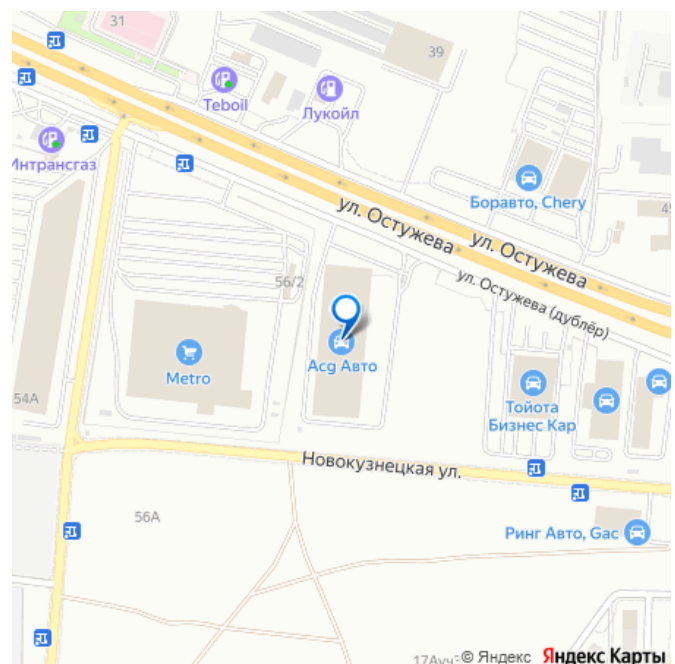 31
39
Teboil
Лукойл
Интрансгаз
Боравто, Chery
ул. Остужева
ул. Остужева
56/2
ул. Остужева (дублёр)
Acg Авто
Metro
54А
Тойота
Бизнес Кар
Новокузнецкая ул.
56А
Ринг Авто, Gac
© Яндекс Яндекс Карты